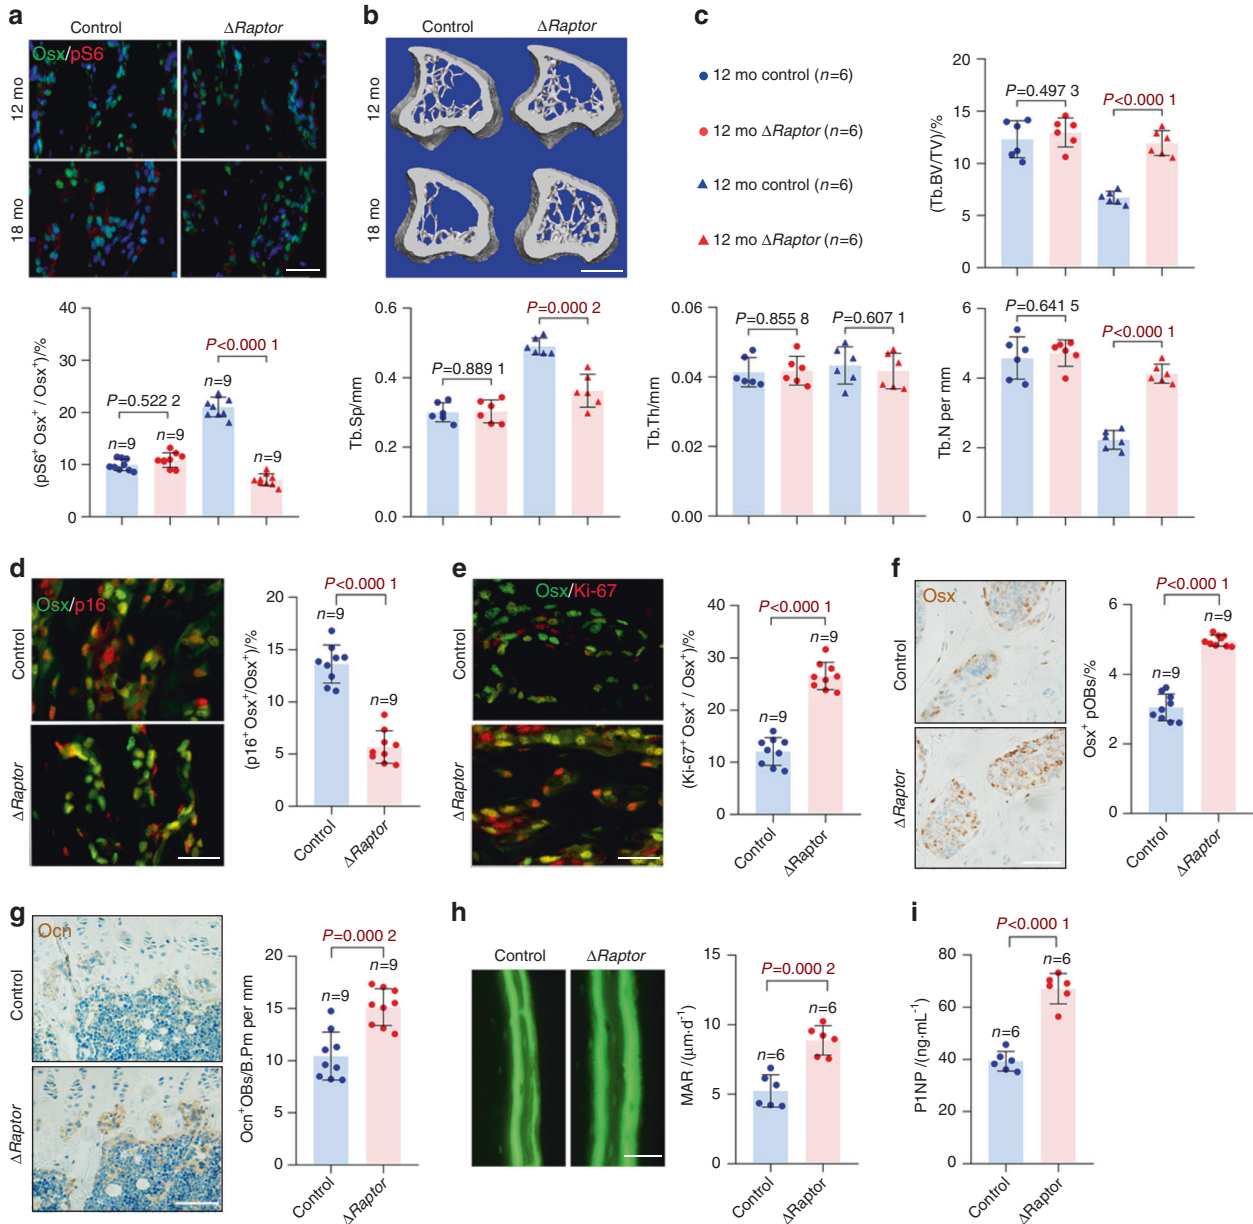 a
Control
ΔRaptor
Osx/pS6
12 mo
18 mo
40
30
20
10
0
(pS6⁺ Osx⁺ / Osx⁺)/%
P=0.522 2
P<0.000 1
n=9
n=9
n=9
n=9
b
Control
ΔRaptor
12 mo
18 mo
c
12 mo control (n=6)
12 mo ΔRaptor (n=6)
12 mo control (n=6)
12 mo ΔRaptor (n=6)
20
15
10
5
0
(Tb.BV/TV)/%
P=0.497 3
P<0.000 1
0.6
0.4
0.2
0.0
Tb.Sp/mm
P=0.889 1
P=0.000 2
0.06
0.04
0.02
0.00
Tb.Th/mm
P=0.855 8
P=0.607 1
6
4
2
0
Tb.N per mm
P=0.641 5
P<0.000 1
d
Osx/p16
Control
ΔRaptor
20
15
10
5
0
(p16⁺ Osx⁺/Osx⁺)/%
P<0.000 1
n=9
n=9
Control
ΔRaptor
e
Osx/Ki-67
Control
ΔRaptor
40
30
20
10
0
(Ki-67⁺ Osx⁺ / Osx⁺)/%
P<0.000 1
n=9
n=9
Control
ΔRaptor
f
Osx
Control
ΔRaptor
6
4
2
0
Osx⁺ pOBs/%
P<0.000 1
n=9
n=9
Control
ΔRaptor
g
Ocn
Control
ΔRaptor
20
15
10
5
0
Ocn⁺OBs/B.Pm per mm
P=0.000 2
n=9
n=9
Control
ΔRaptor
h
Control
ΔRaptor
15
10
5
0
MAR /(μm·d⁻¹)
P=0.000 2
n=6
n=6
Control
ΔRaptor
i
80
60
40
20
0
P1NP /(ng·mL⁻¹)
P<0.000 1
n=6
n=6
Control
ΔRaptor